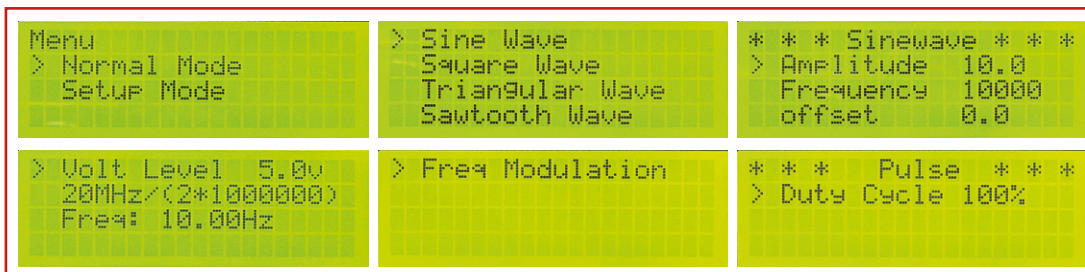 Menu
> Normal Mode
Setup Mode
> Sine Wave
Square Wave
Triangular Wave
Sawtooth Wave
* * * Sinewave * * *
> Amplitude 10.0
Frequency 10000
offset 0.0
> Volt Level 5.0v
20MHz/(2*1000000)
Freq: 10.00Hz
> Freq Modulation
* * * Pulse * * *
> Duty Cycle 100%